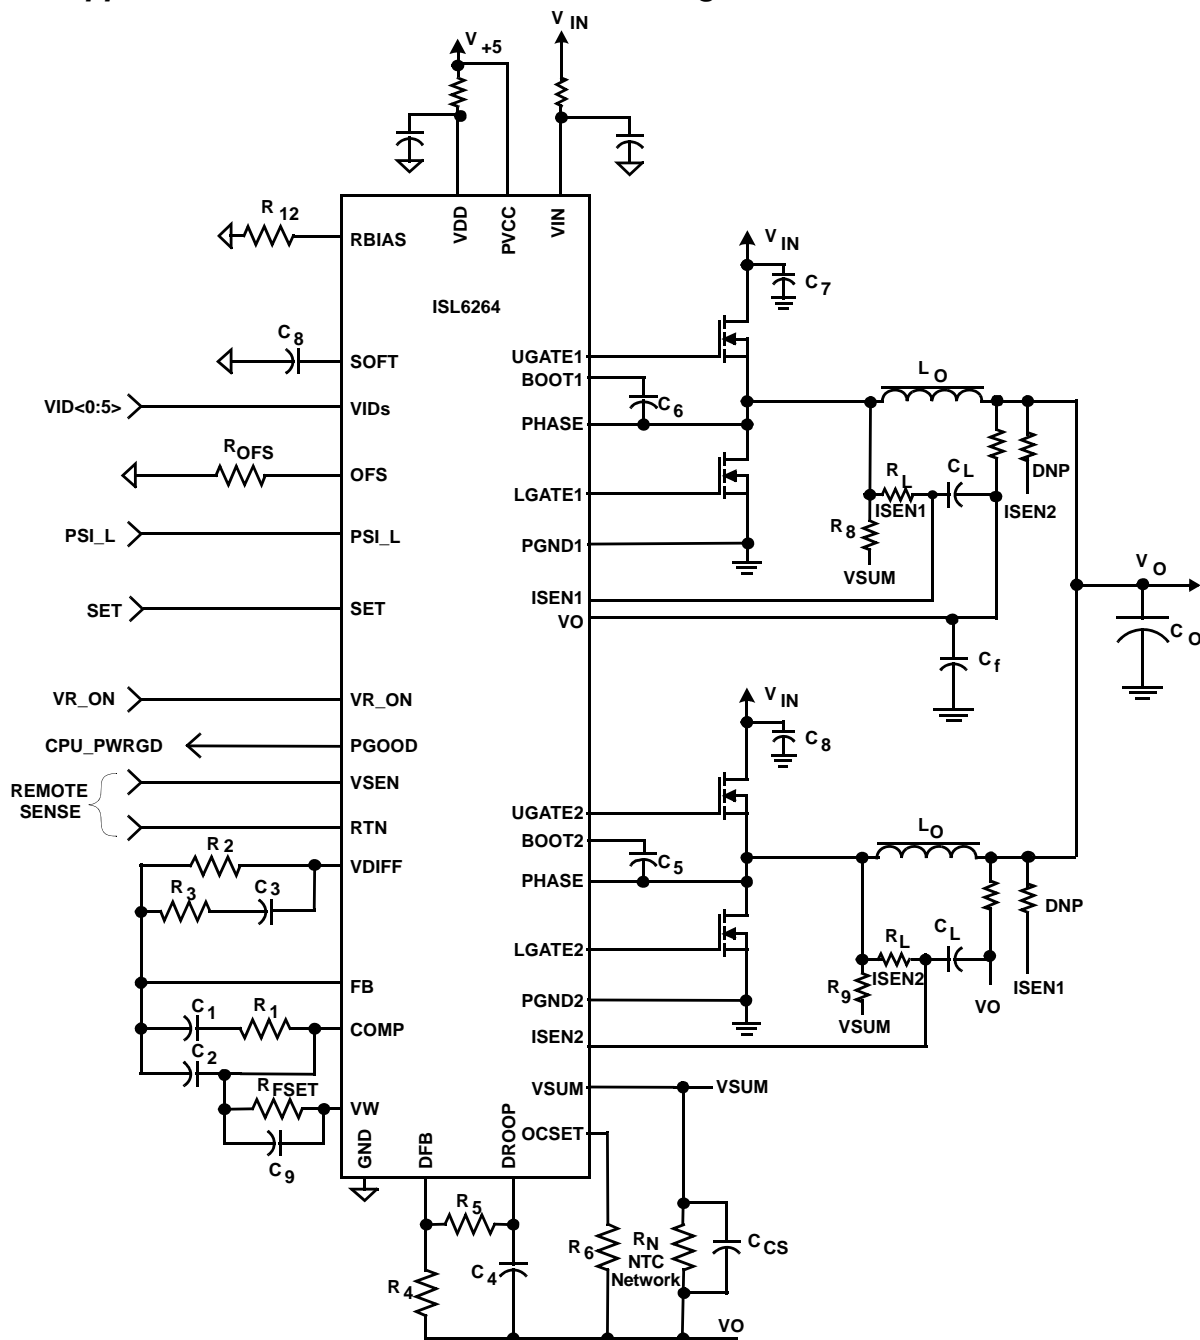 V IN
V +5
VDD
PVCC
VIN
R 12
RBIAS
ISL6264
V IN
C 7
C 8
SOFT
UGATE1
BOOT1
L O
VID<0:5>
VIDs
C 6
PHASE
R OFS
OFS
LGATE1
R L
C L
DNP
ISEN1
ISEN2
PSI_L
PSI_L
PGND1
R 8
VSUM
V O
SET
SET
ISEN1
VO
C O
C f
VR_ON
VR_ON
V IN
C 8
CPU_PWRGD
PGOOD
REMOTE
SENSE
VSEN
RTN
UGATE2
BOOT2
L O
R 2
VDIFF
C 5
PHASE
R 3
C 3
DNP
LGATE2
R L
C L
ISEN2
FB
PGND2
R 9
VO
ISEN1
VSUM
C 1
R 1
COMP
ISEN2
C 2
R FSET
VW
VSUM
VSUM
OCSET
C 9
GND
DFB
DROOP
R 5
R 4
C 4
R 6
R N
NTC
Network
C CS
VO